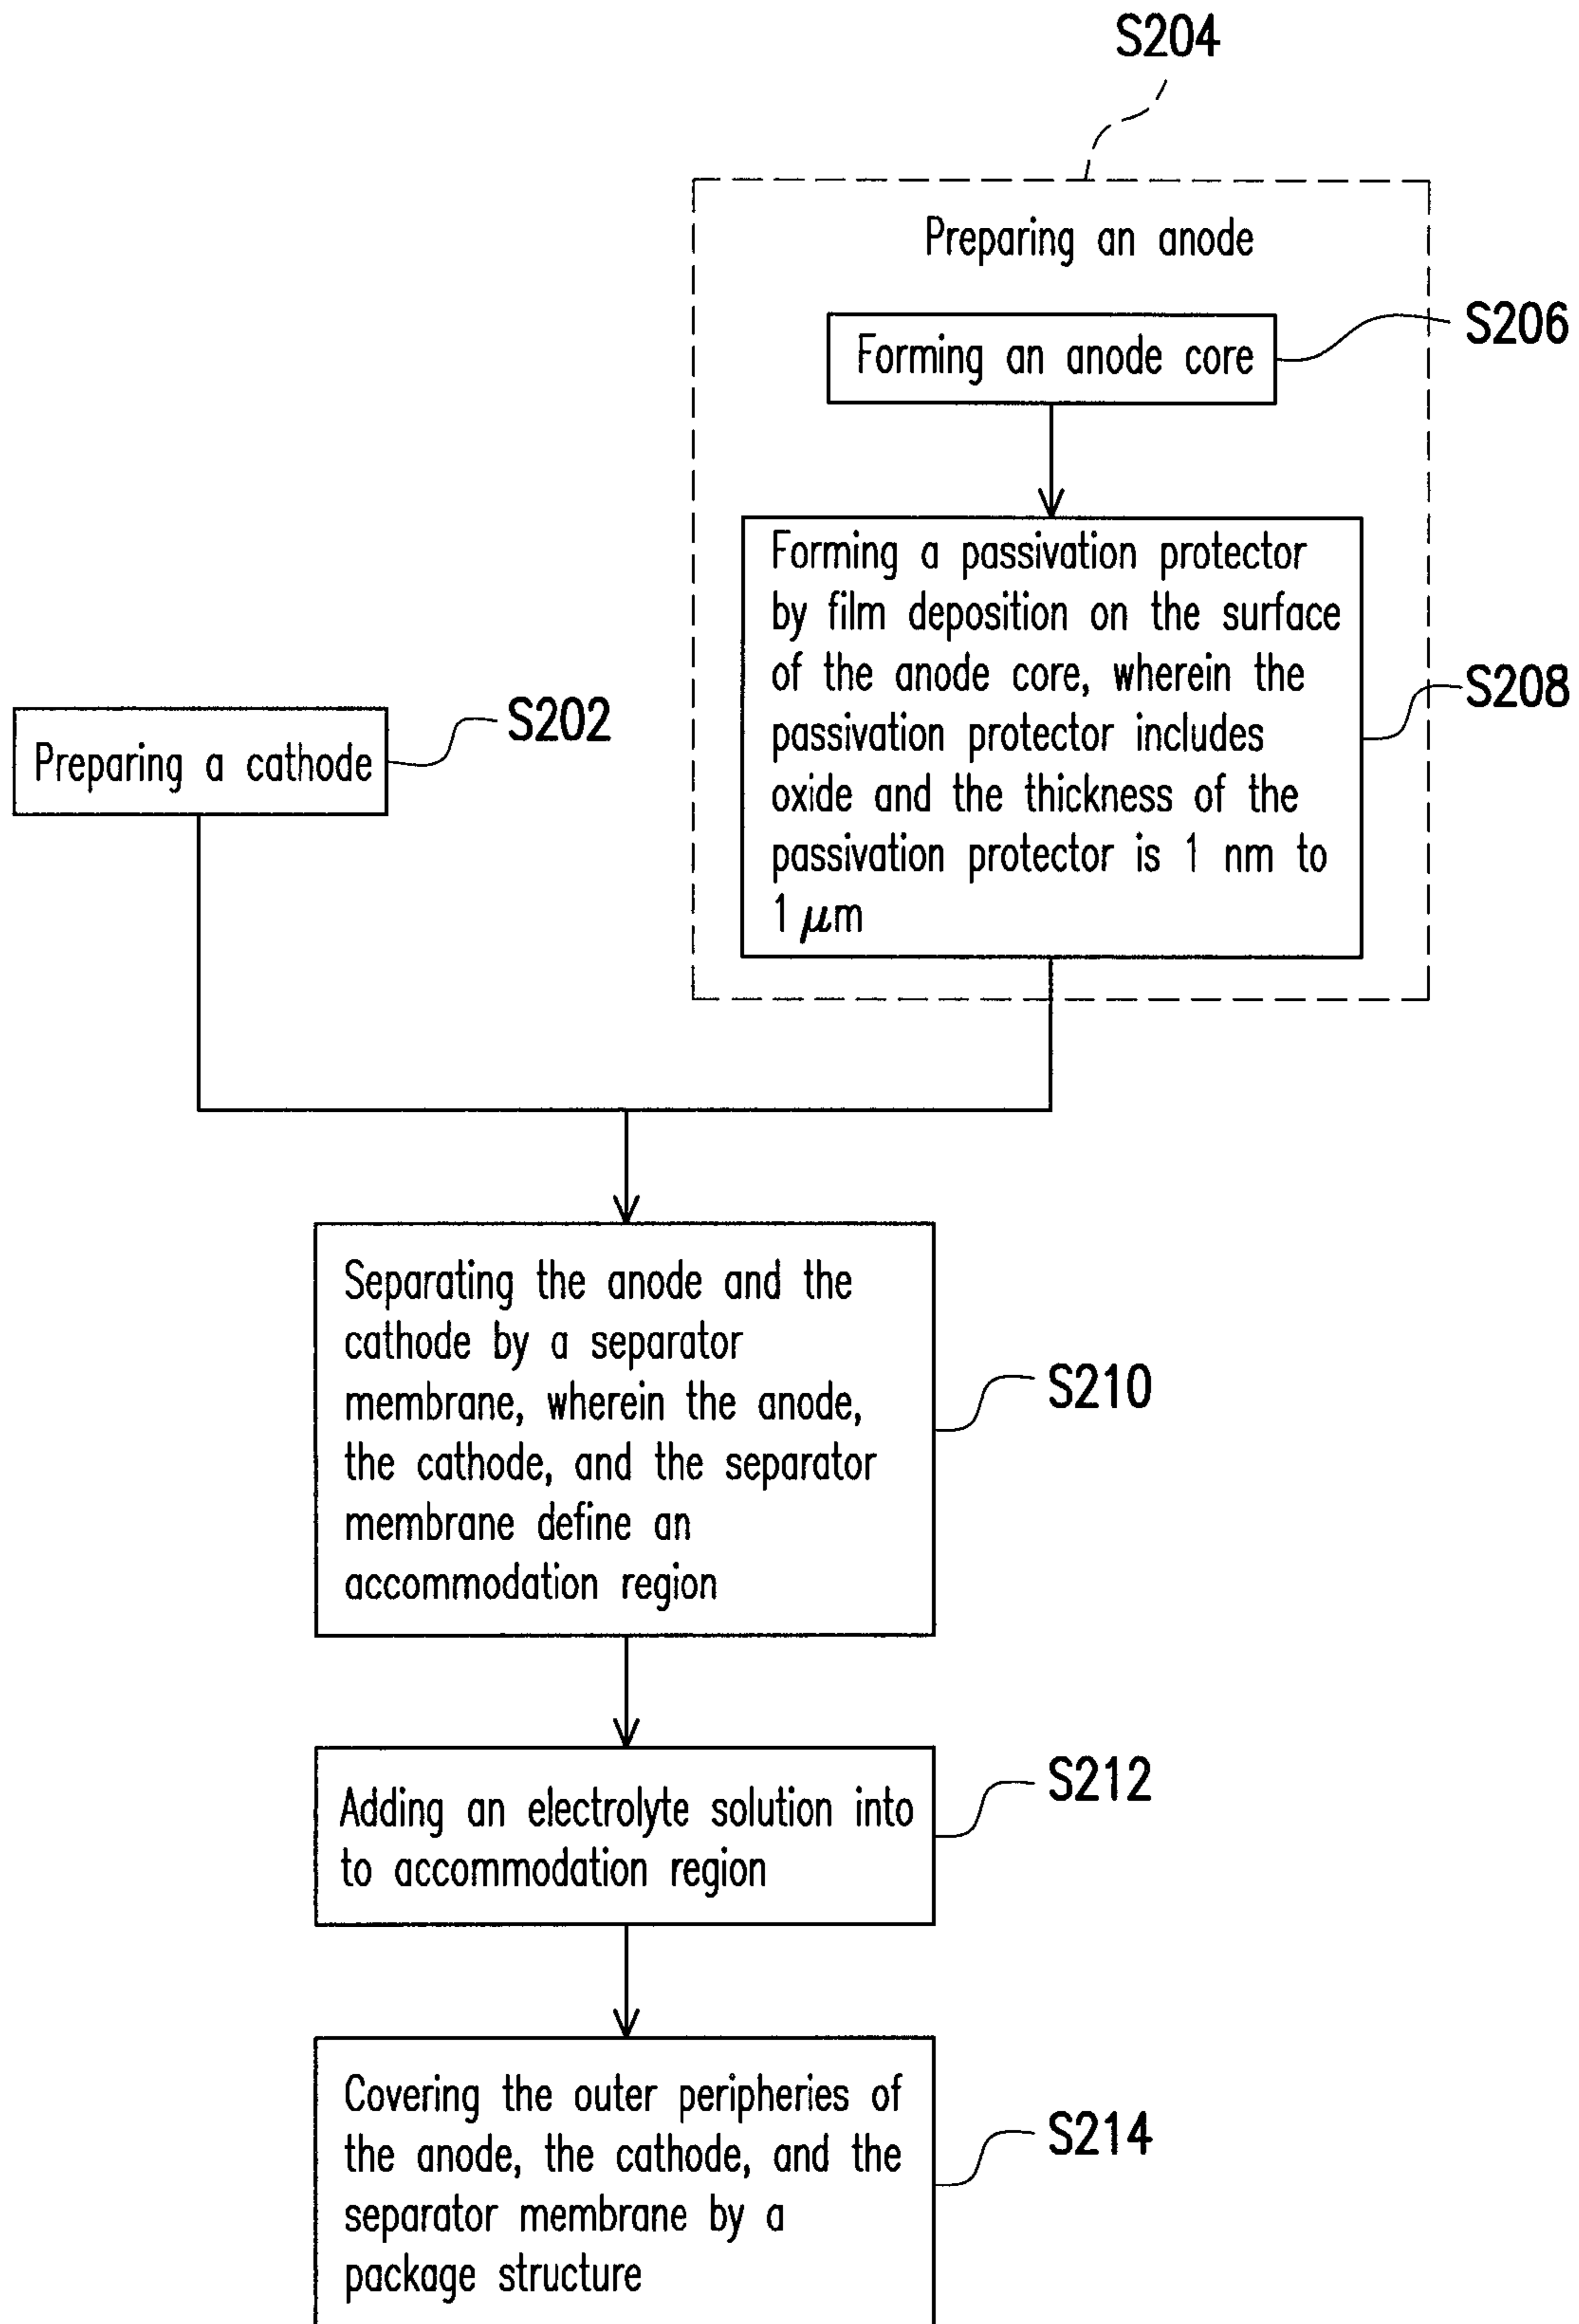 S204
Preparing an anode
Forming an anode core
S206
Forming a passivation protector
by film deposition on the surface
of the anode core, wherein the
passivation protector includes
oxide and the thickness of the
passivation protector is 1 nm to
1 μm
S208
Preparing a cathode
S202
Separating the anode and the
cathode by a separator
membrane, wherein the anode,
the cathode, and the separator
membrane define an
accommodation region
S210
Adding an electrolyte solution into
to accommodation region
S212
Covering the outer peripheries of
the anode, the cathode, and the
separator membrane by a
package structure
S214